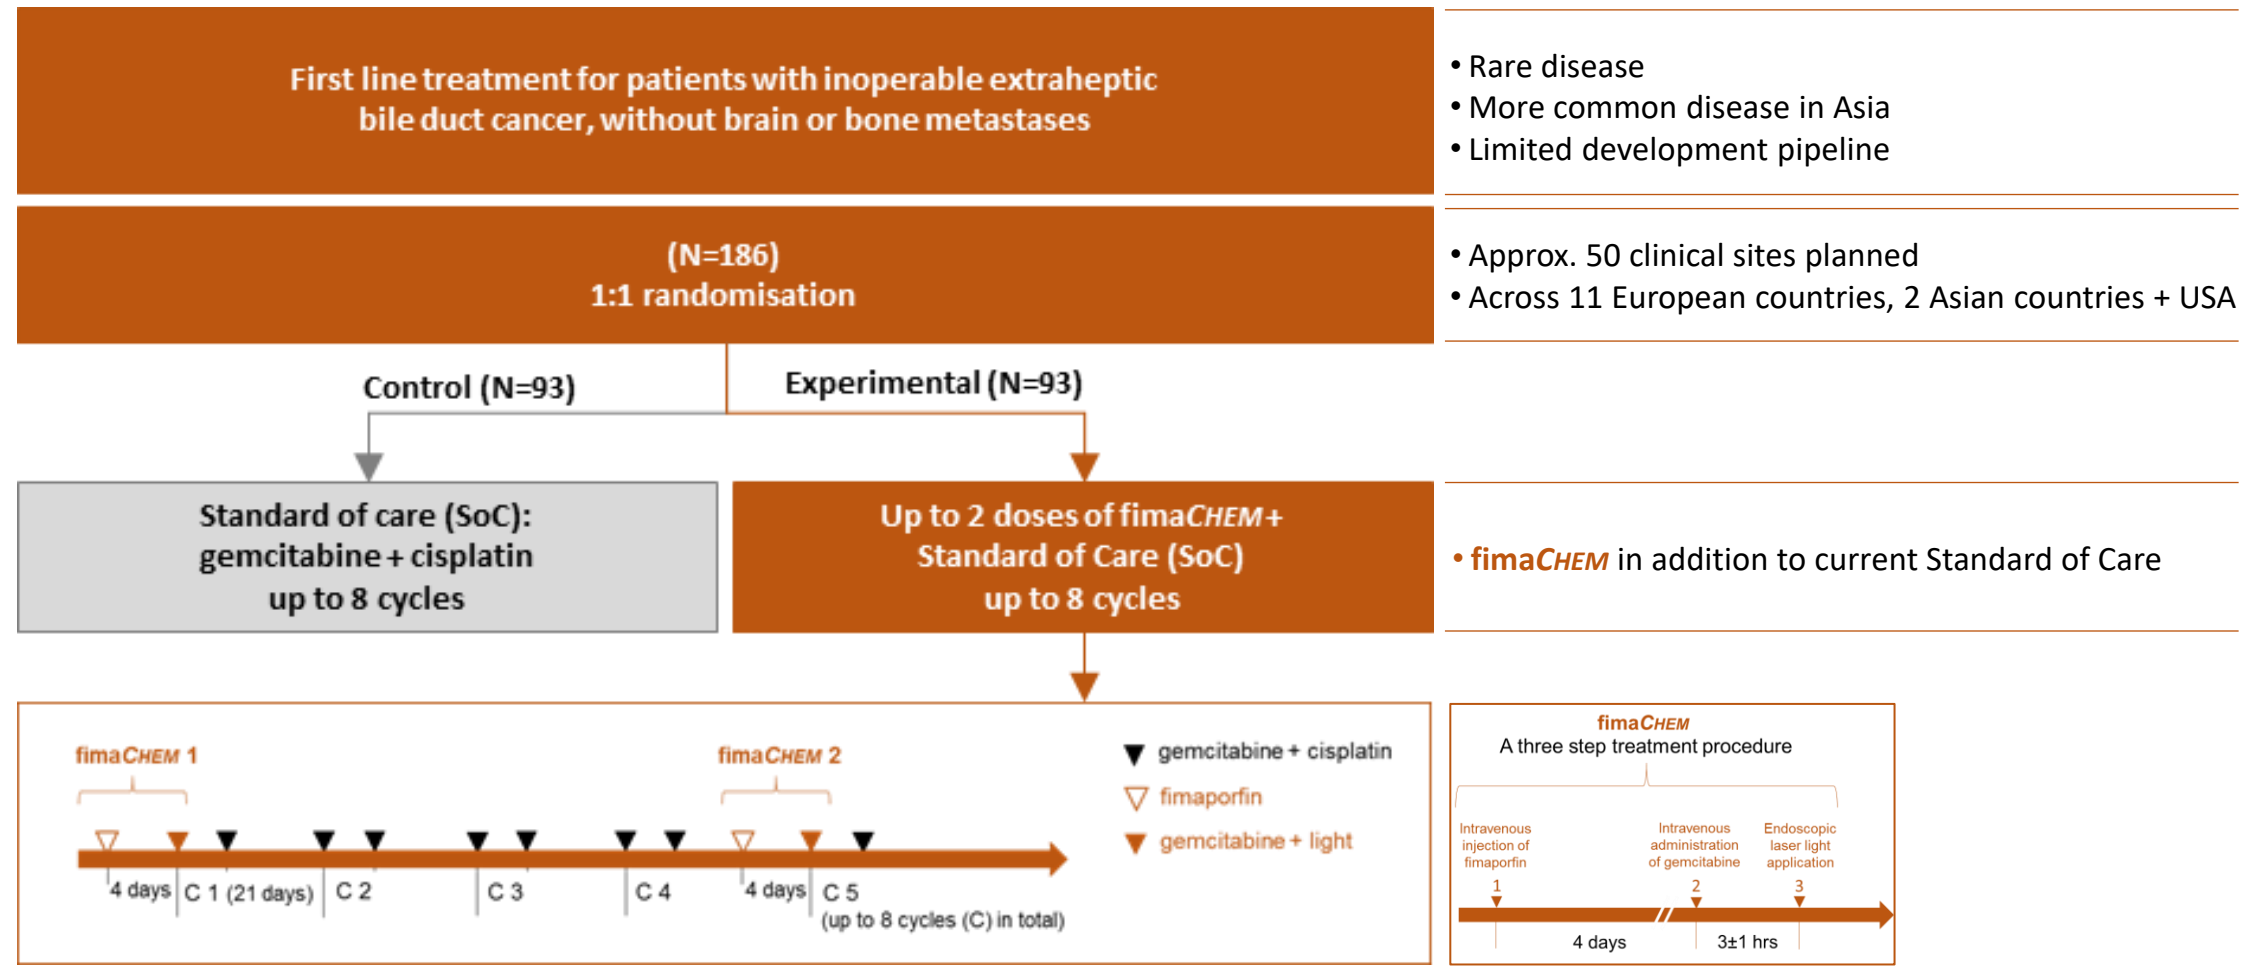 First line treatment for patients with inoperable extraheptic
bile duct cancer, without brain or bone metastases
• Rare disease
• More common disease in Asia
• Limited development pipeline
(N=186)
1:1 randomisation
• Approx. 50 clinical sites planned
• Across 11 European countries, 2 Asian countries + USA
Control (N=93)
Experimental (N=93)
Standard of care (SoC):
gemcitabine + cisplatin
up to 8 cycles
Up to 2 doses of fimaCHEM+
Standard of Care (SoC)
up to 8 cycles
• fimaCHEM in addition to current Standard of Care
fimaCHEM 1
fimaCHEM 2
gemcitabine + cisplatin
fimaporfin
gemcitabine + light
4 days
C 1 (21 days)
C 2
C 3
C 4
4 days
C 5
(up to 8 cycles (C) in total)
fimaCHEM
A three step treatment procedure
Intravenous
injection of
fimaporfin
1
Intravenous
administration
of gemcitabine
2
Endoscopic
laser light
application
3
4 days
3±1 hrs